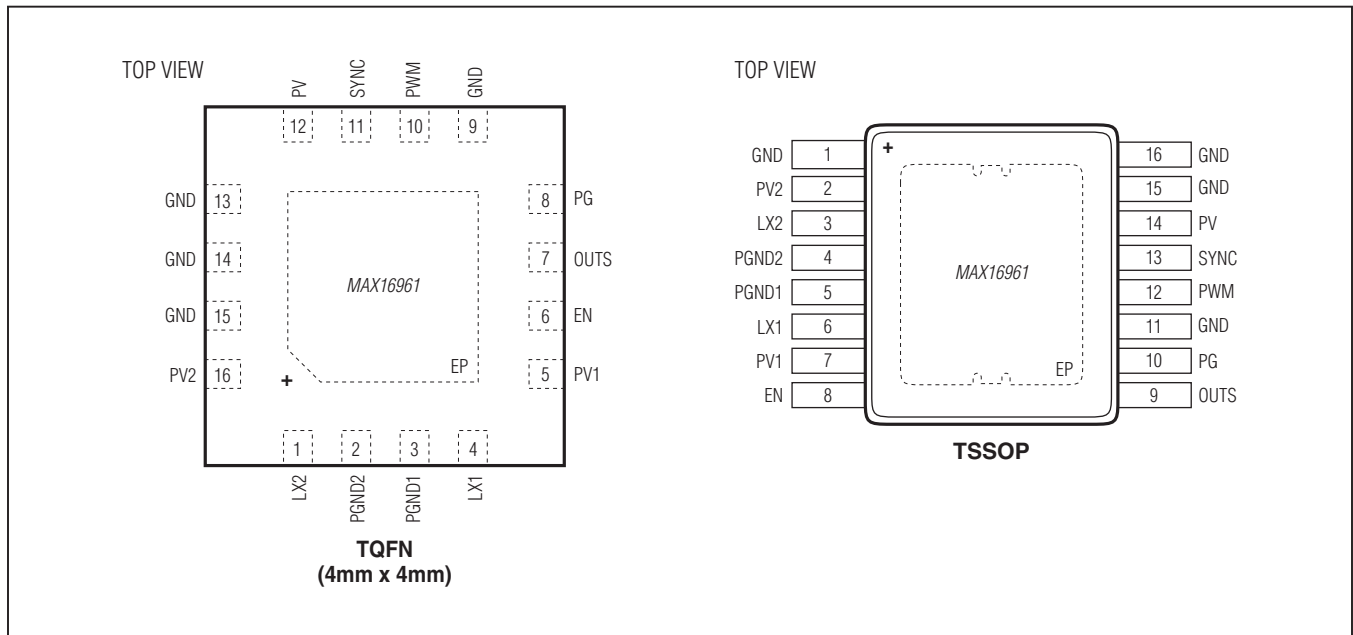 TOP VIEW
PV
SYNC
PWM
GND
12
11
10
9
GND 13
GND 14
GND 15
PV2 16
8 PG
7 OUTS
6 EN
5 PV1
MAX16961
EP
+
1
2
3
4
LX2
PGND2
PGND1
LX1
TQFN
(4mm x 4mm)
TOP VIEW
+
GND 1
PV2 2
LX2 3
PGND2 4
PGND1 5
LX1 6
PV1 7
EN 8
16 GND
15 GND
14 PV
13 SYNC
12 PWM
11 GND
10 PG
9 OUTS
MAX16961
EP
TSSOP